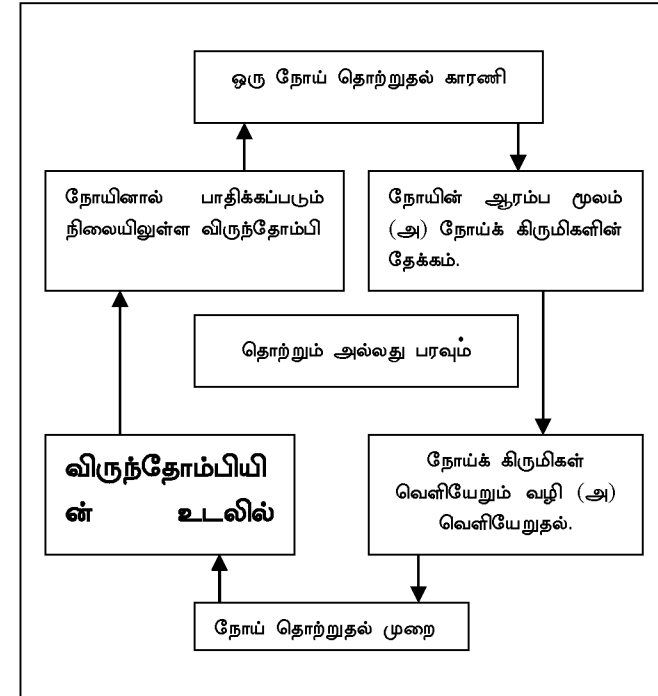 ஒரு நோய் தொற்றுதல் காரணி
நோயினால் பாதிக்கப்படும்
நிலையிலுள்ள விருந்தோம்பி
நோயின் ஆரம்ப மூலம்
(அ) நோய்க் கிருமிகளின்
தேக்கம்.
தொற்றும் அல்லது பரவும்
விருந்தோம்பியி
ன் உடலில்
நோய்க் கிருமிகள்
வெளியேறும் வழி (அ)
வெளியேறுதல்.
நோய் தொற்றுதல் முறை